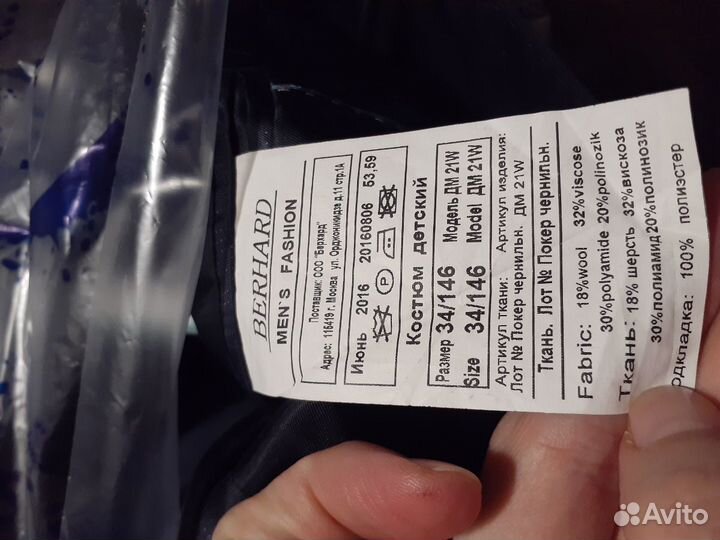 BERHARD
MEN`S FASHION
Поставщик: ООО "Берхард"
Адрес: 115419 г. Москва ул. Орджоникидзе д.11 стр.1А
Июнь 2016 20160806 53,59
P
Костюм детский
Размер 34/146 Модель ДМ 21W
Size 34/146 Model ДМ 21W
Артикул ткани: Артикул изделия:
Лот № Покер чернильн. ДМ 21W
Ткань. Лот № Покер чернильн.
Fabric: 18%wool 32%viscose
30%polyamide 20%polinozik
Ткань: 18% шерсть 32%вискоза
30%полиамид20%полинозик
одкладка: 100% полиэстер
Avito